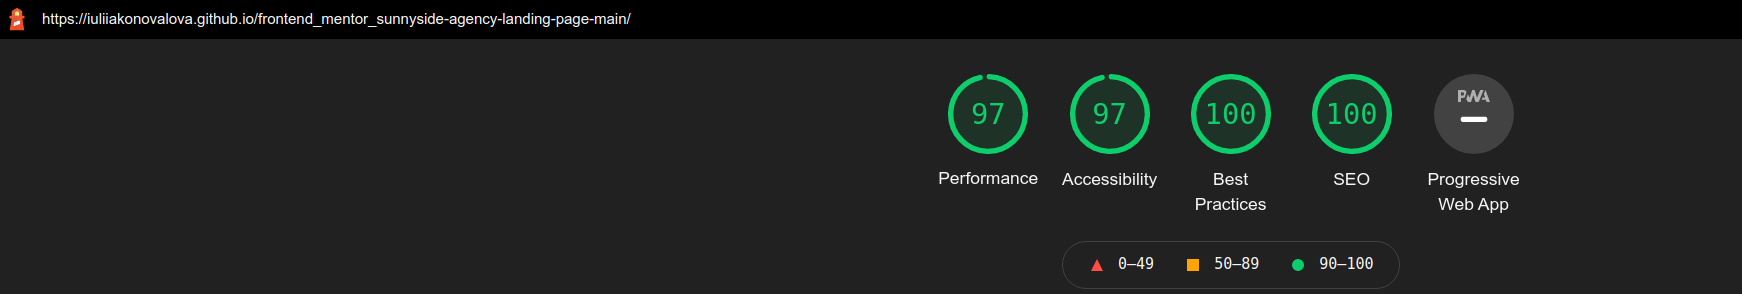 https://iuliiakonovalova.github.io/frontend_mentor_sunnyside-agency-landing-page-main/
97
97
100
100
PWA
Performance
Accessibility
Best
Practices
SEO
Progressive
Web App
0–49
50–89
90–100